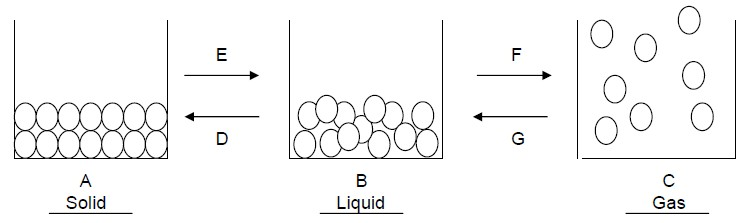 E F
D G
A B C
Solid Liquid Gas